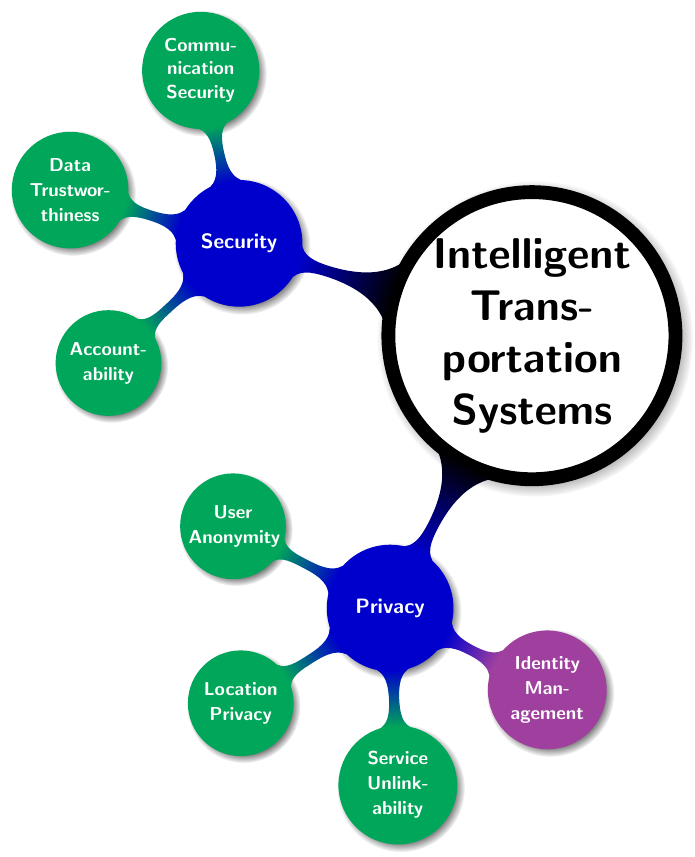 Commu-
nication
Security
Data
Trustwor-
thiness
Security
Account-
ability
Intelligent
Trans-
portation
Systems
User
Anonymity
Privacy
Location
Privacy
Service
Unlink-
ability
Identity
Man-
agement